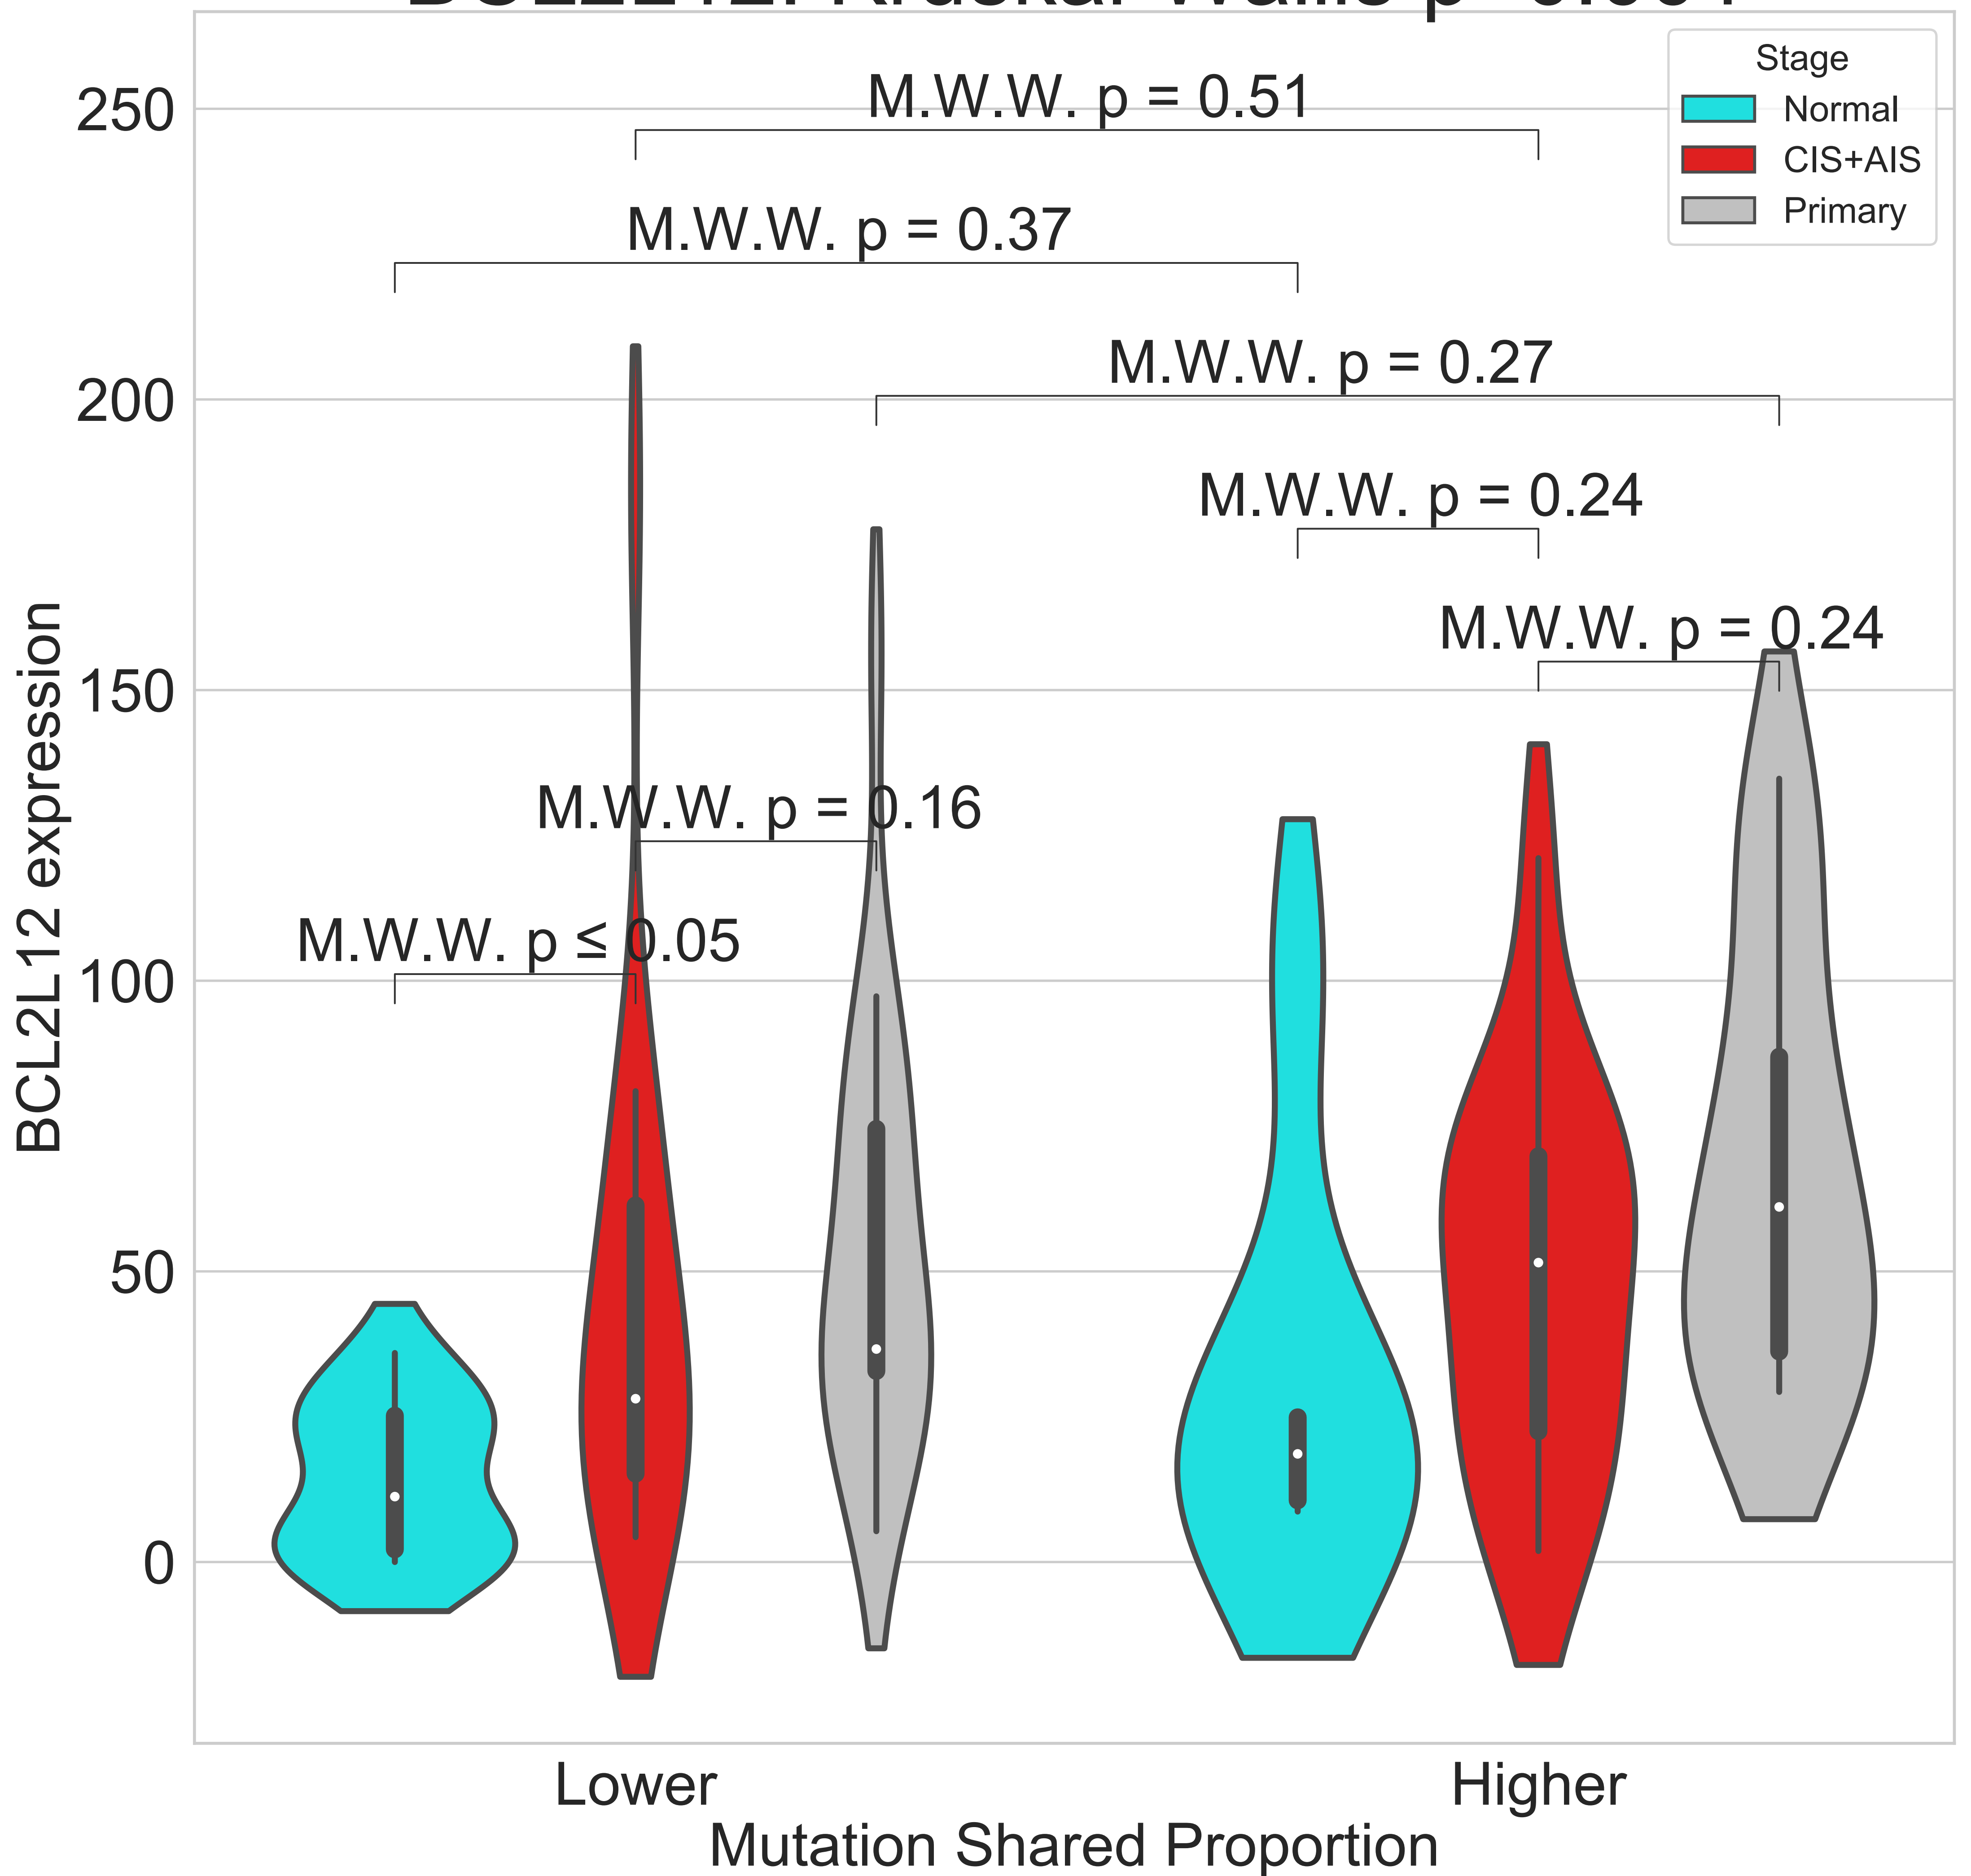 250
200
150
100
50
0
BCL2L12 expression
M.W.W. p = 0.51
M.W.W. p = 0.37
M.W.W. p = 0.27
M.W.W. p = 0.24
M.W.W. p = 0.24
M.W.W. p = 0.16
M.W.W. p ≤ 0.05
Stage
Normal
CIS+AIS
Primary
Lower
Higher
Mutation Shared Proportion